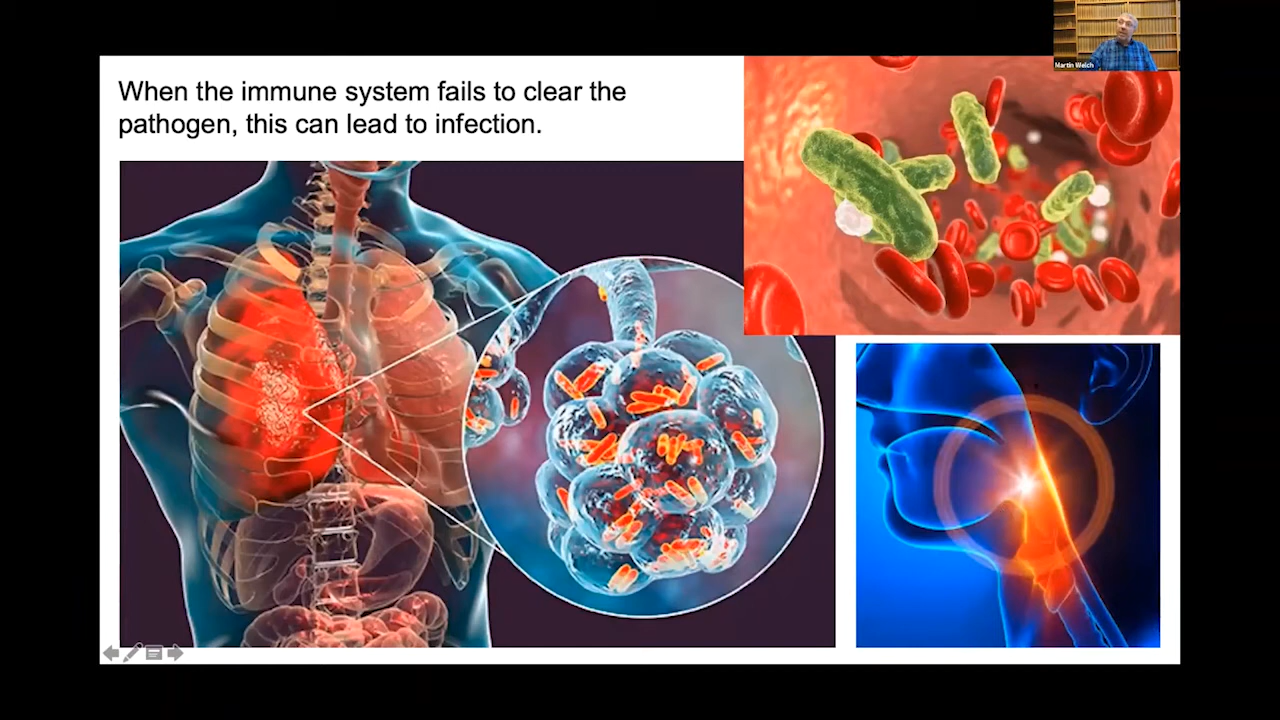 When the immune system fails to clear the
pathogen, this can lead to infection.
Martin Welch